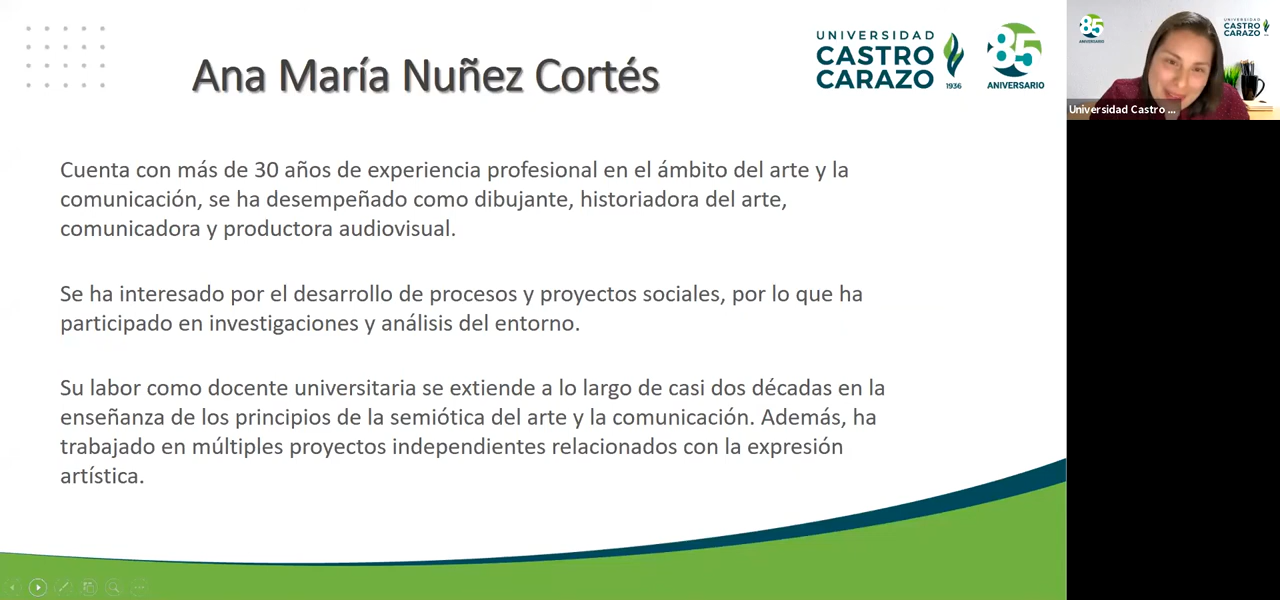 Ana María Nuñez Cortés
UNIVERSIDAD
CASTRO
CARAZO
1936
85
ANIVERSARIO
Cuenta con más de 30 años de experiencia profesional en el ámbito del arte y la
comunicación, se ha desempeñado como dibujante, historiadora del arte,
comunicadora y productora audiovisual.
Se ha interesado por el desarrollo de procesos y proyectos sociales, por lo que ha
participado en investigaciones y análisis del entorno.
Su labor como docente universitaria se extiende a lo largo de casi dos décadas en la
enseñanza de los principios de la semiótica del arte y la comunicación. Además, ha
trabajado en múltiples proyectos independientes relacionados con la expresión
artística.
85
ANIVERSARIO
UNIVERSIDAD
CASTRO
CARAZO
Universidad Castro ...